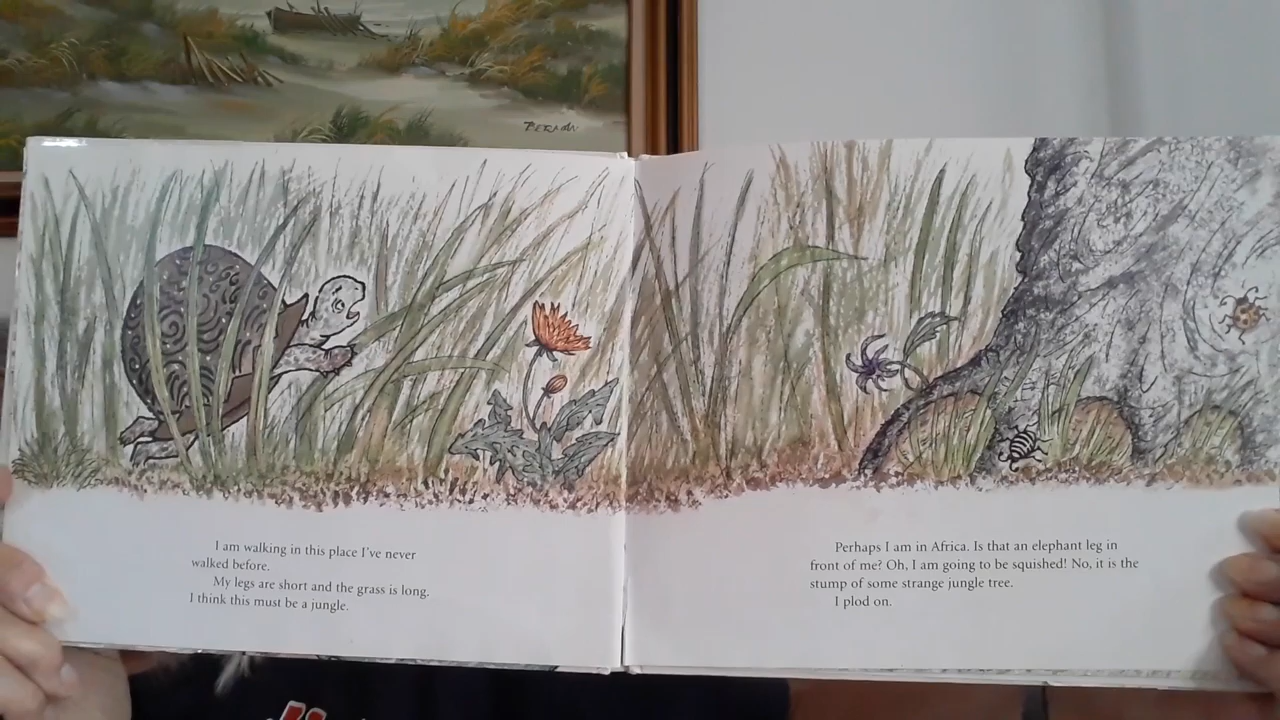 I am walking in this place I've never
walked before.
My legs are short and the grass is long.
I think this must be a jungle.
Perhaps I am in Africa. Is that an elephant leg in
front of me? Oh, I am going to be squished! No, it is the
stump of some strange jungle tree.
I plod on.